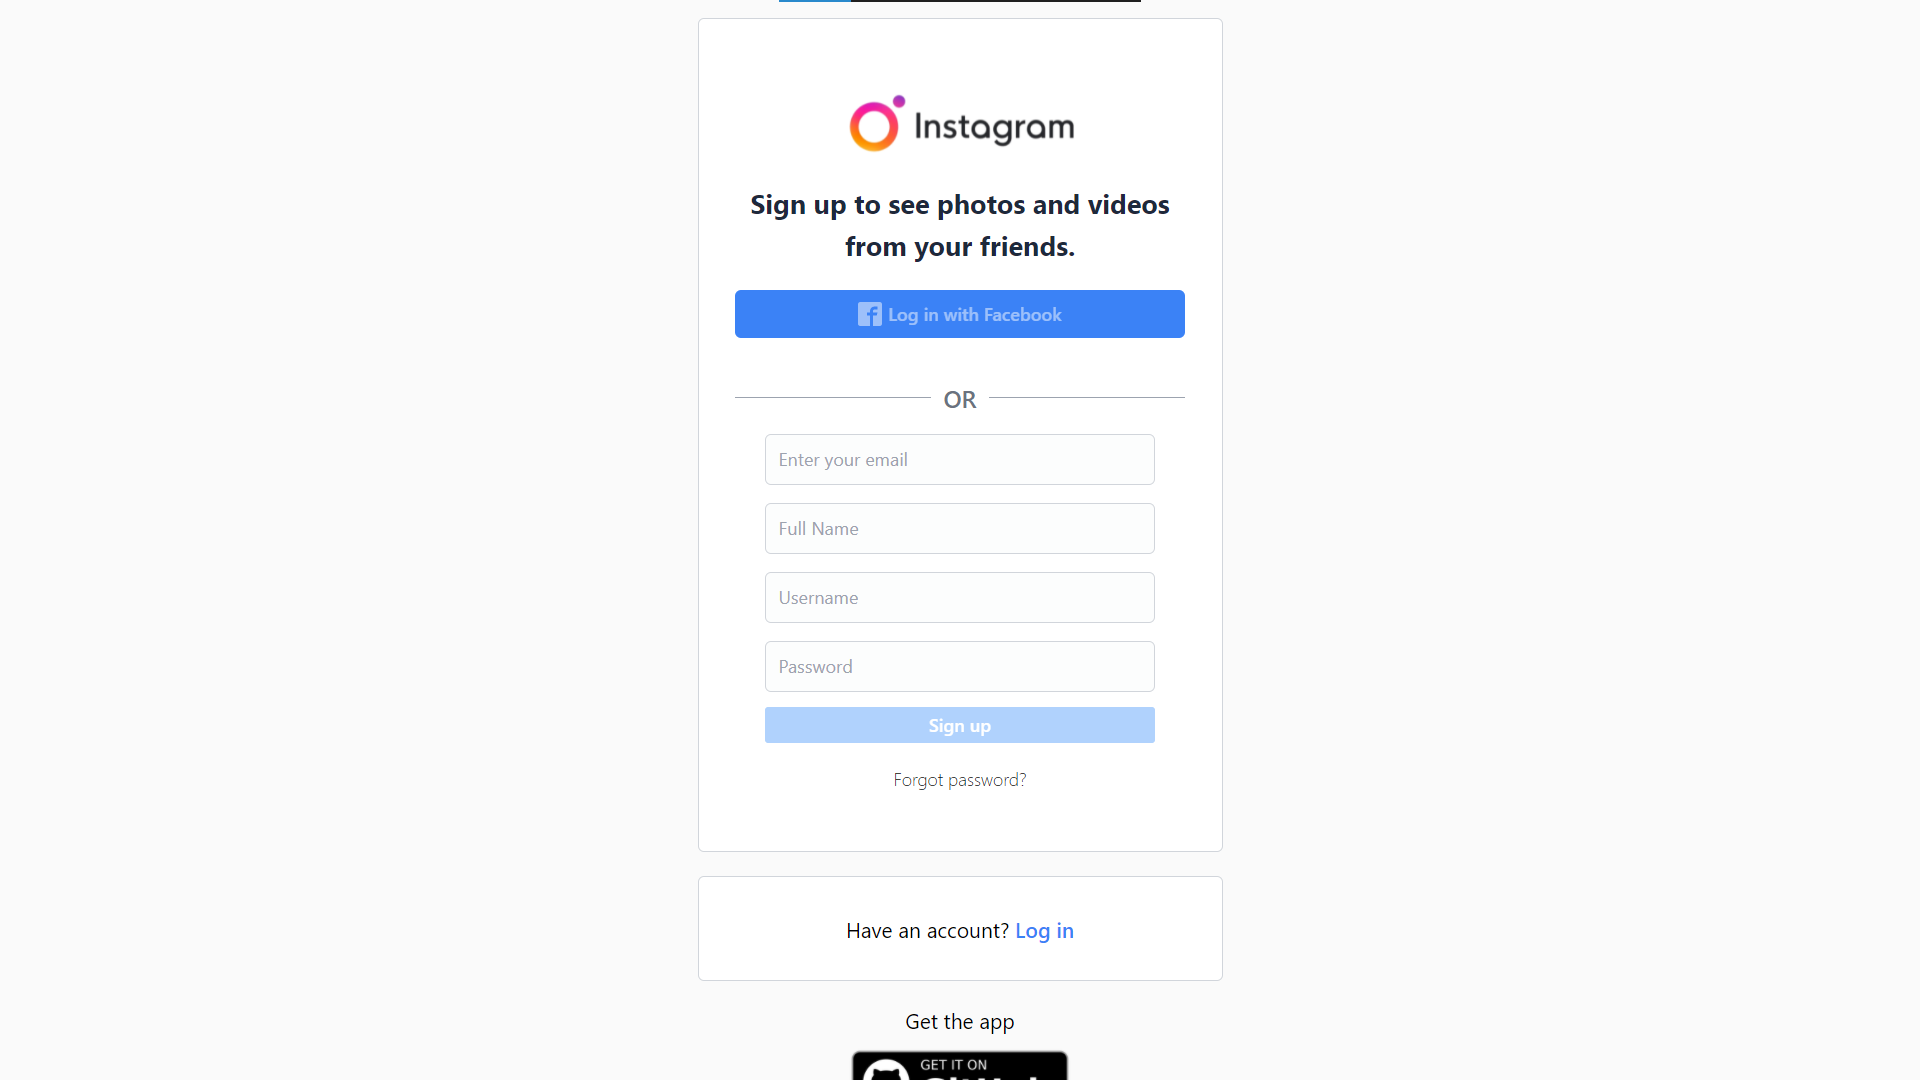 Instagram
Sign up to see photos and videos
from your friends.
Log in with Facebook
OR
Enter your email
Full Name
Username
Password
Sign up
Forgot password?
Have an account? Log in
Get the app
GET IT ON